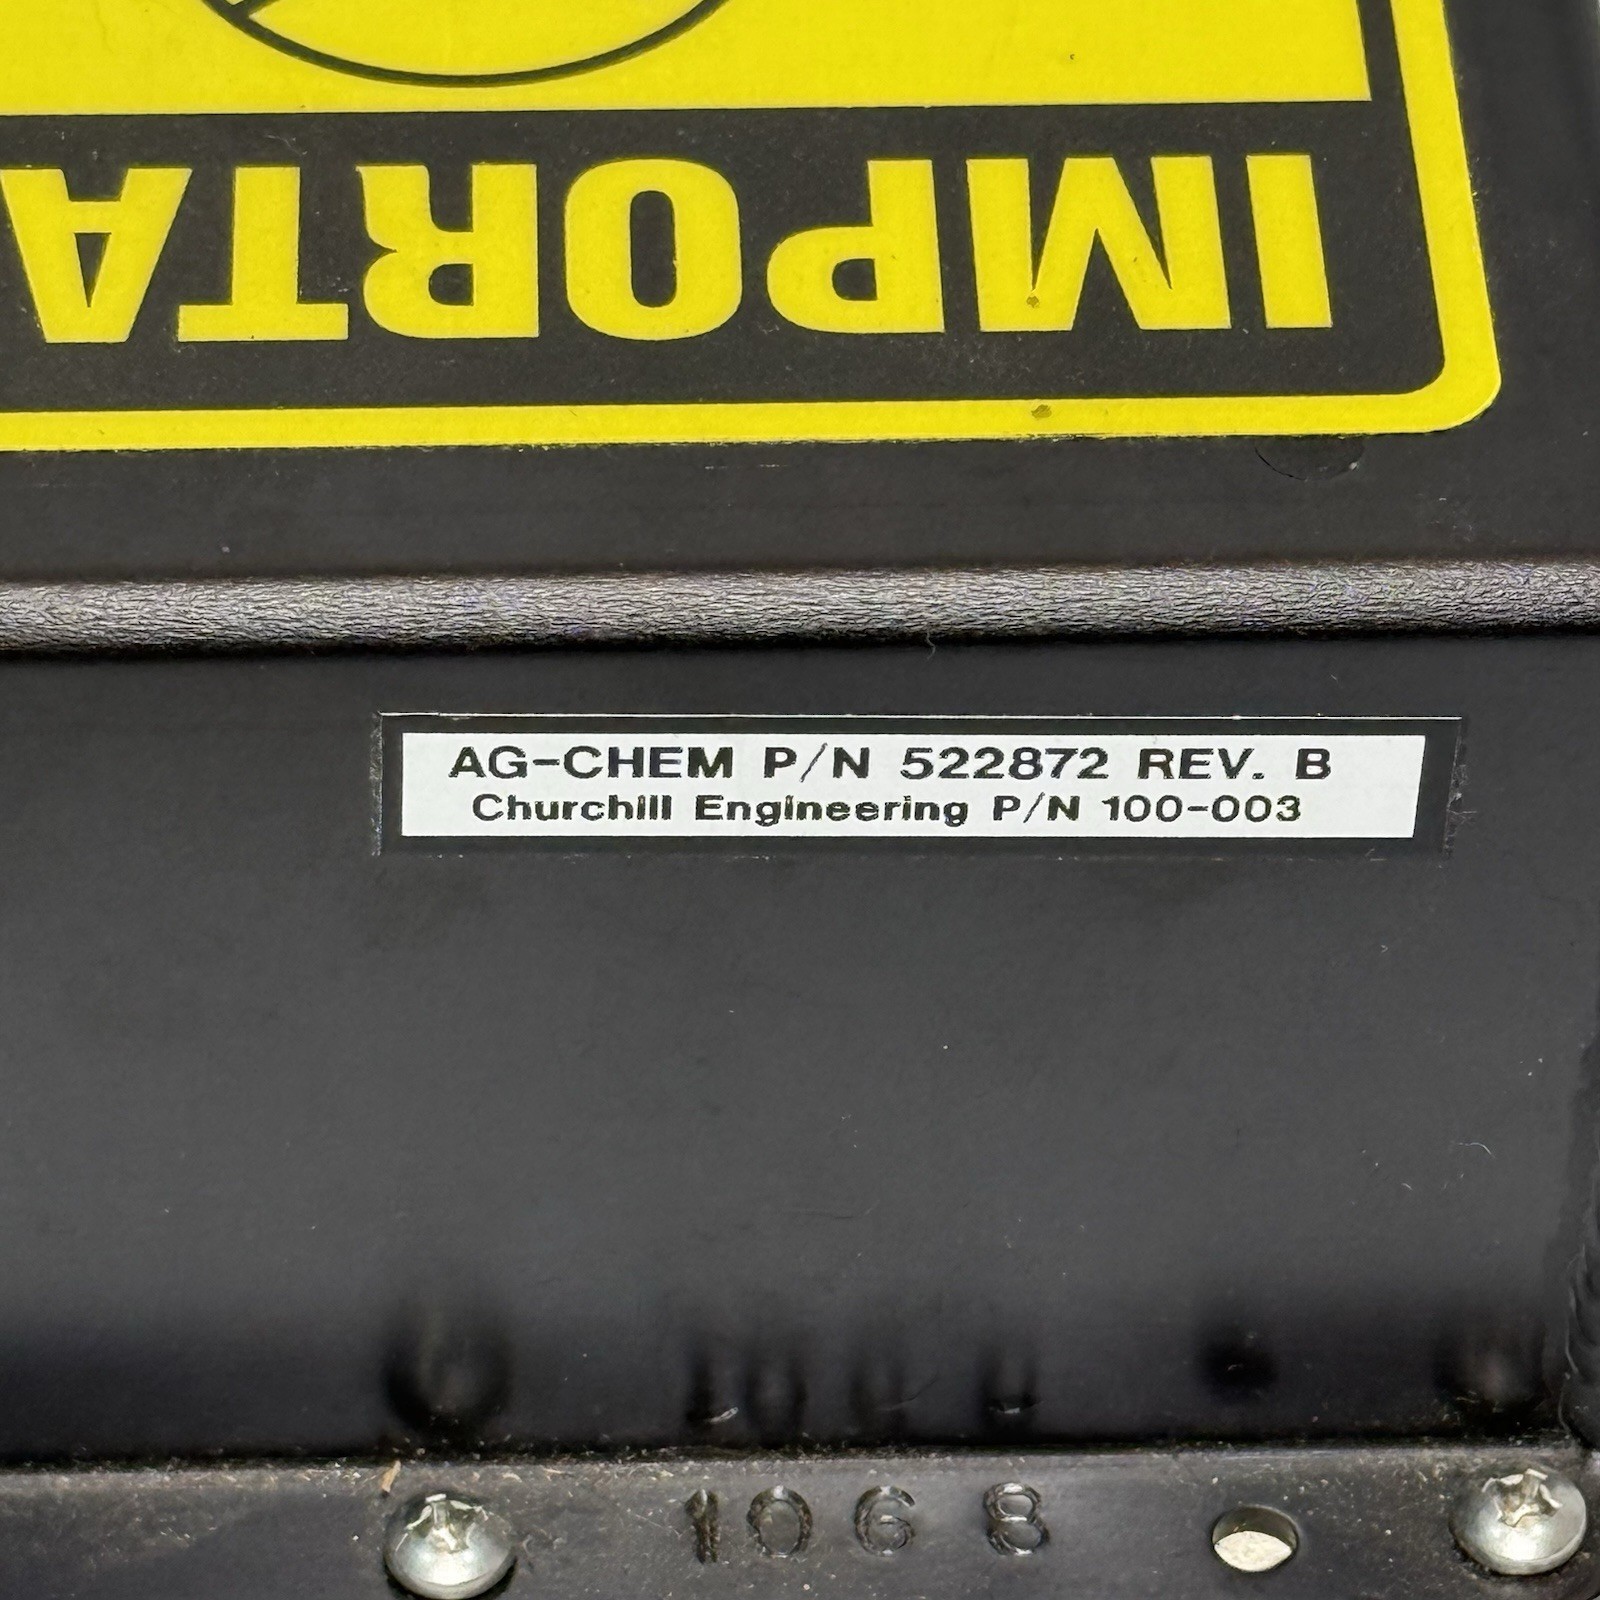 IMPORTA
AG-CHEM P/N 522872 REV. B
Churchill Engineering P/N 100-003
1068